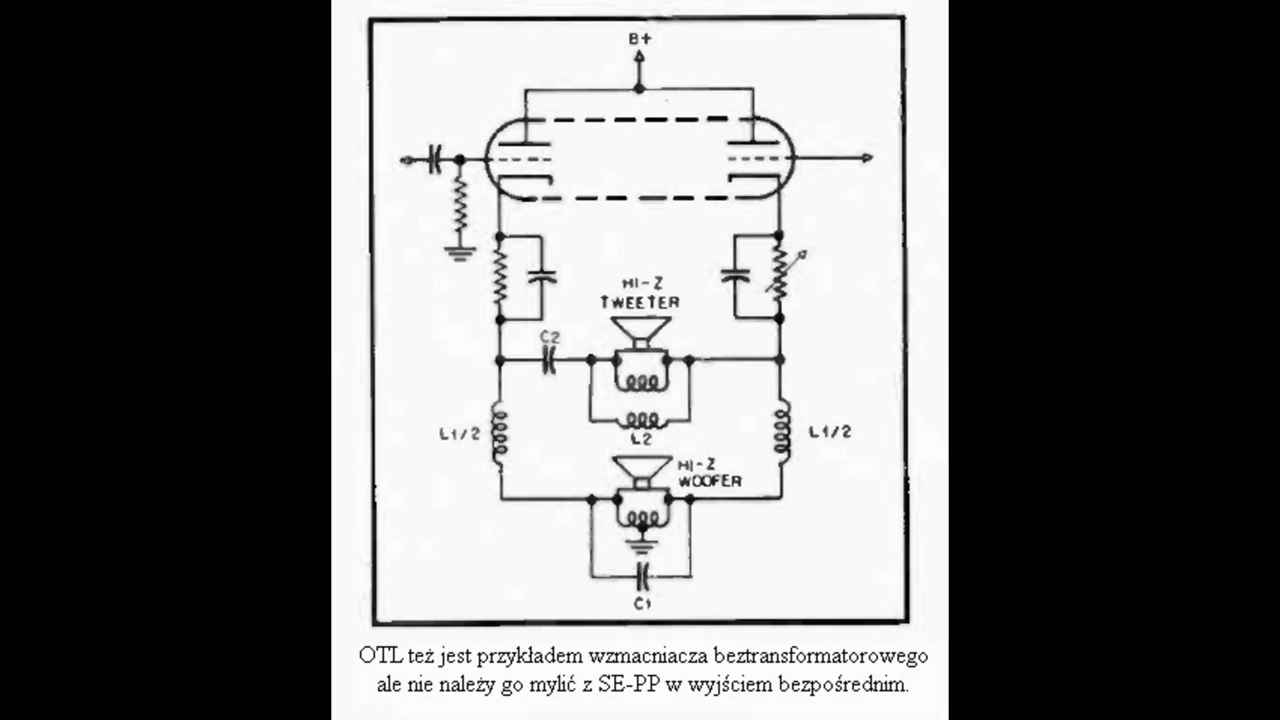 B+
HI-Z
TWEETER
C2
L1/2
L1/2
L2
HI-Z
WOOFER
C1
OTL też jest przykładem wzmacniacza beztransformatorowego
ale nie należy go mylić z SE-PP w wyjściem bezpośrednim.